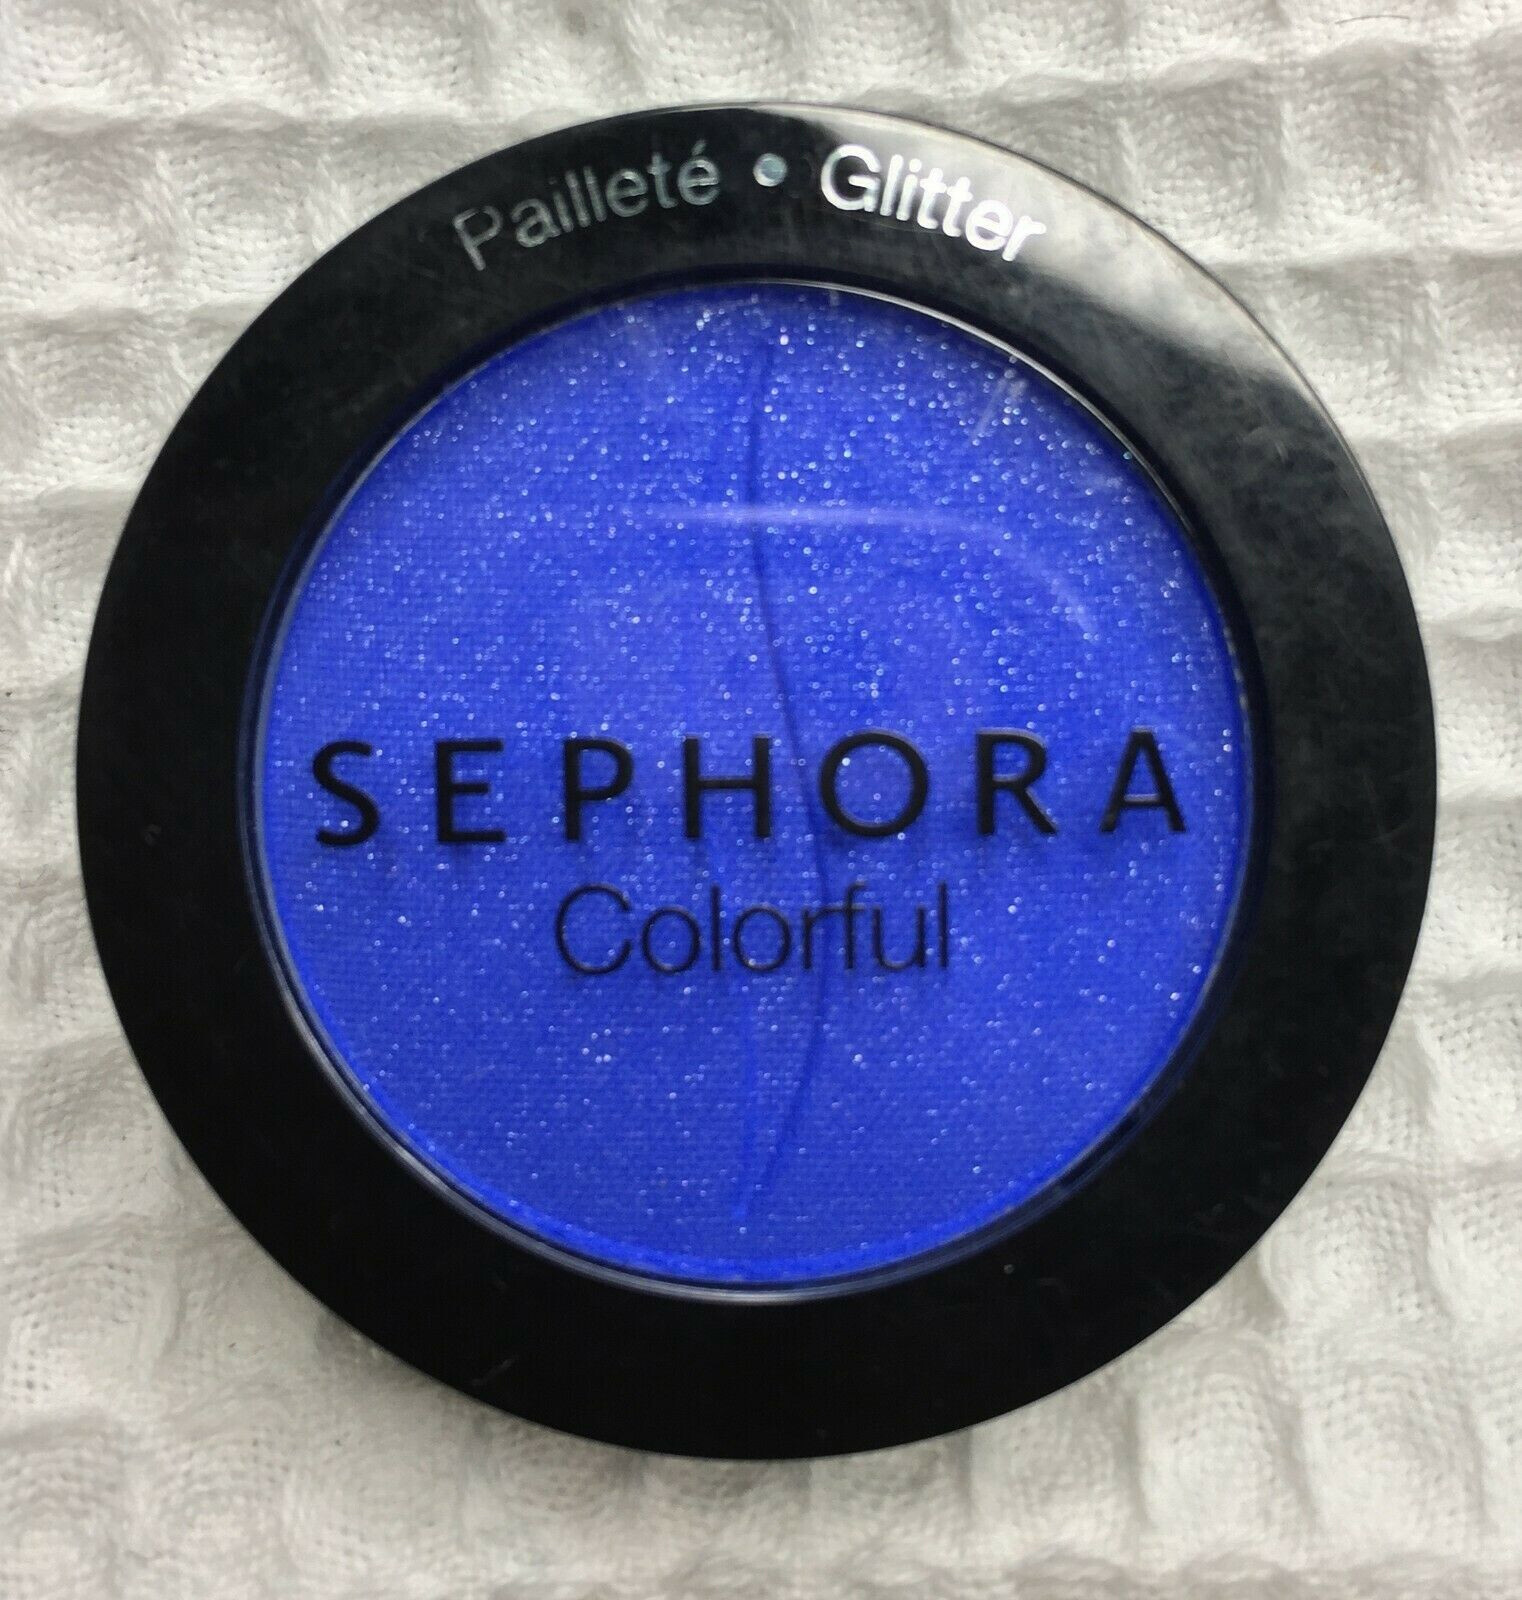 Pailleté • Glitter
SEPHORA
Colorful